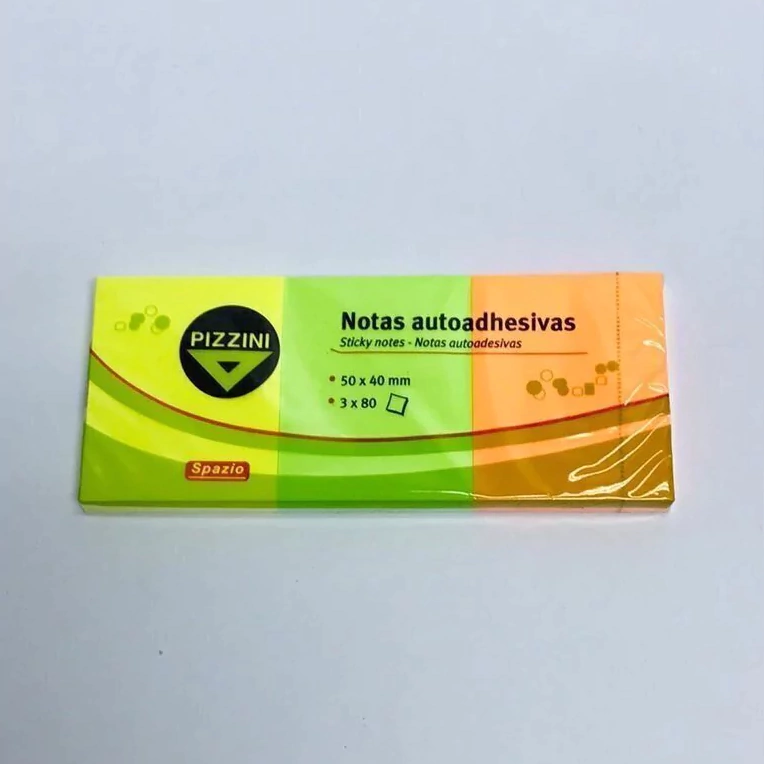 PIZZINI
Notas autoadhesivas
Sticky notes - Notas autoadesivas
• 50 x 40 mm
• 3 x 80
Spazio